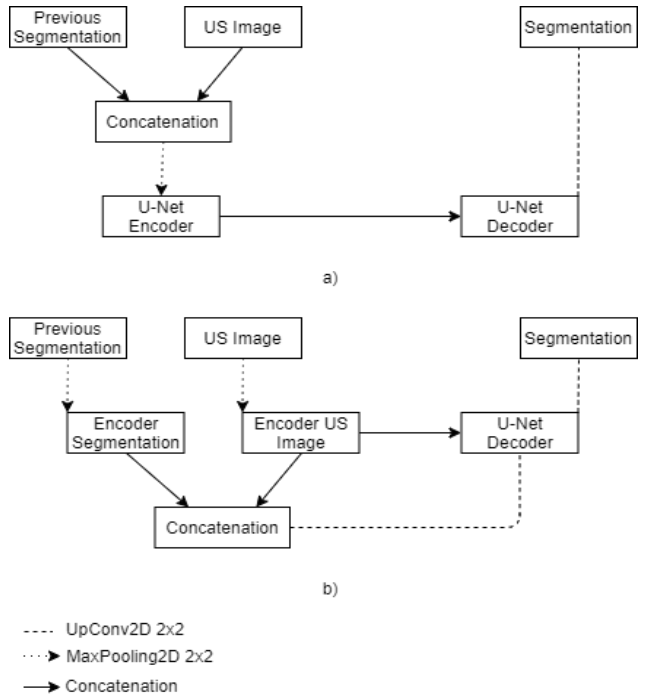 Previous
Segmentation
US Image
Segmentation
Concatenation
U-Net
Encoder
U-Net
Decoder
a)
Previous
Segmentation
US Image
Segmentation
Encoder
Segmentation
Encoder US
Image
U-Net
Decoder
Concatenation
b)
UpConv2D 2x2
MaxPooling2D 2x2
Concatenation